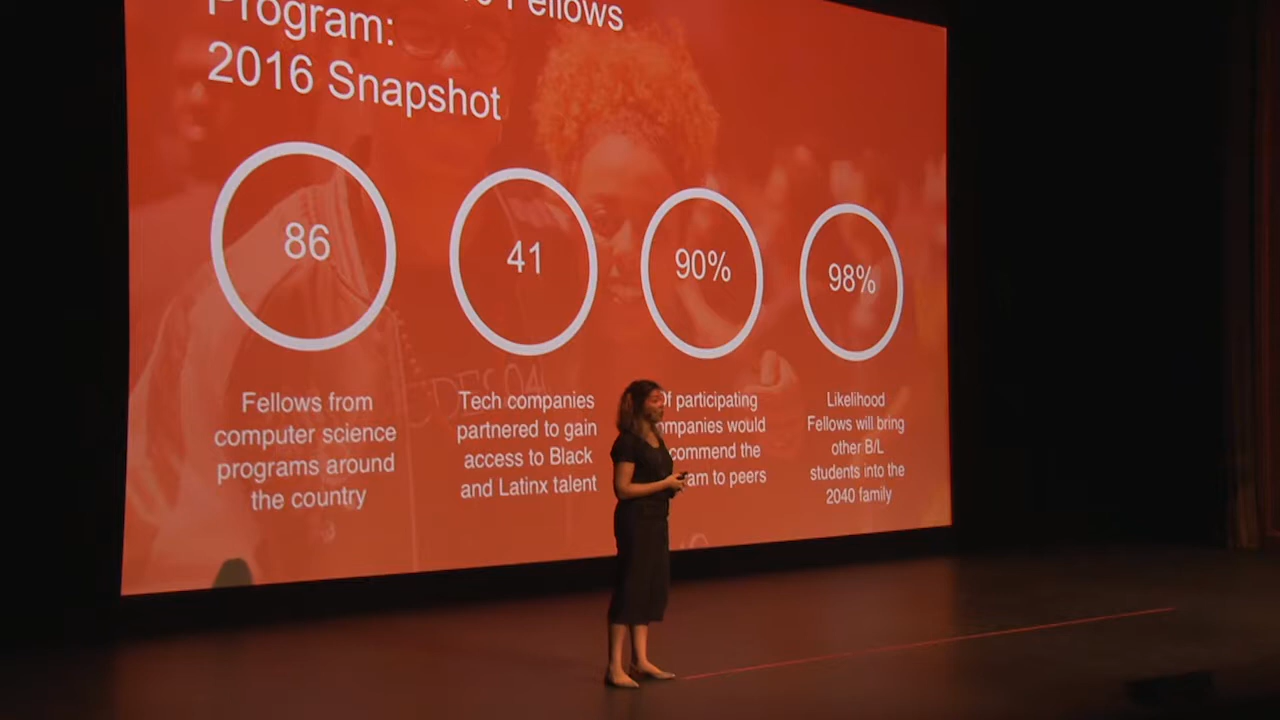 Fellows
Program:
2016 Snapshot
86
Fellows from
computer science
programs around
the country
41
Tech companies
partnered to gain
access to Black
and Latinx talent
90%
Of participating
would
the
to peers
98%
Likelihood
Fellows will bring
other B/L
students into the
2040 family